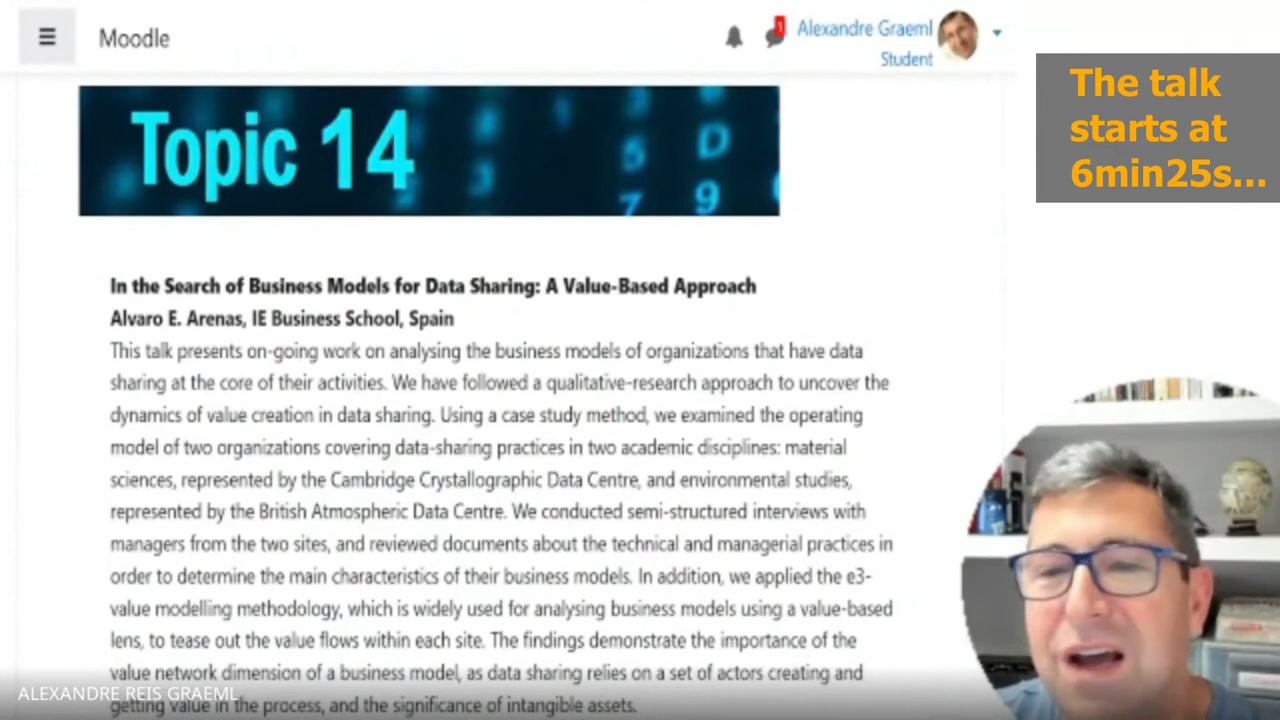 Moodle
1
Alexandre Graeml
Student
The talk
starts at
6min25s...
Topic 14
3
5
7
D
9
In the Search of Business Models for Data Sharing: A Value-Based Approach
Alvaro E. Arenas, IE Business School, Spain
This talk presents on-going work on analysing the business models of organizations that have data
sharing at the core of their activities. We have followed a qualitative-research approach to uncover the
dynamics of value creation in data sharing. Using a case study method, we examined the operating
model of two organizations covering data-sharing practices in two academic disciplines: material
sciences, represented by the Cambridge Crystallographic Data Centre, and environmental studies,
represented by the British Atmospheric Data Centre. We conducted semi-structured interviews with
managers from the two sites, and reviewed documents about the technical and managerial practices in
order to determine the main characteristics of their business models. In addition, we applied the e3-
value modelling methodology, which is widely used for analysing business models using a value-based
lens, to tease out the value flows within each site. The findings demonstrate the importance of the
value network dimension of a business model, as data sharing relies on a set of actors creating and
ALEXANDRE REIS GRAEML
getting value in the process, and the significance of intangible assets.